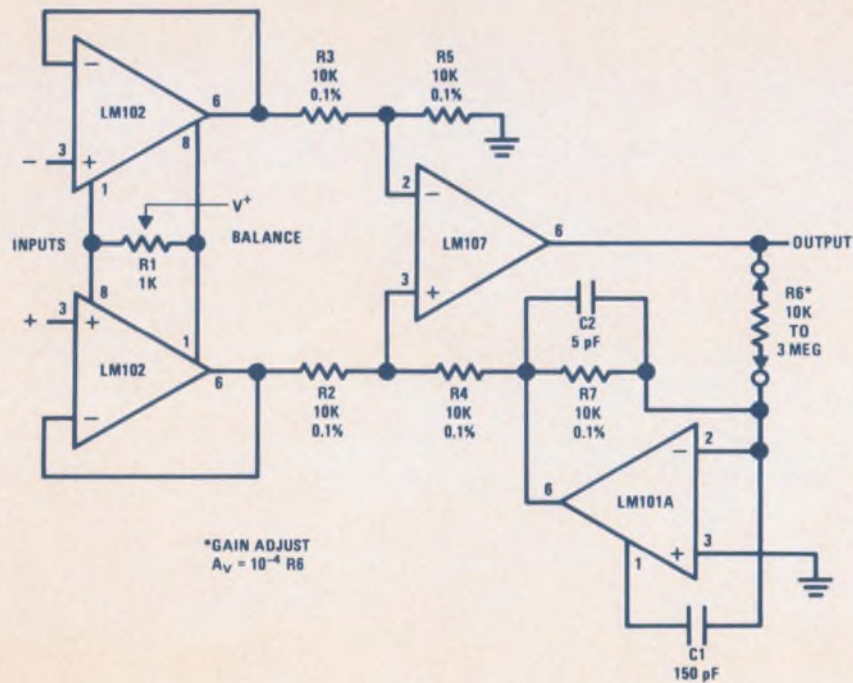 LM102
6
8
3
1
−
+
−
+
R3
10K
0.1%
R5
10K
0.1%
V+
INPUTS
R1
1K
BALANCE
2
−
LM107
6
3
+
OUTPUT
R6*
10K
TO
3 MEG
8
3
+
+
1
LM102
6
−
C2
5 pF
R2
10K
0.1%
R4
10K
0.1%
R7
10K
0.1%
2
−
6
LM101A
3
+
1
C1
150 pF
*GAIN ADJUST
AV = 10−4 R6